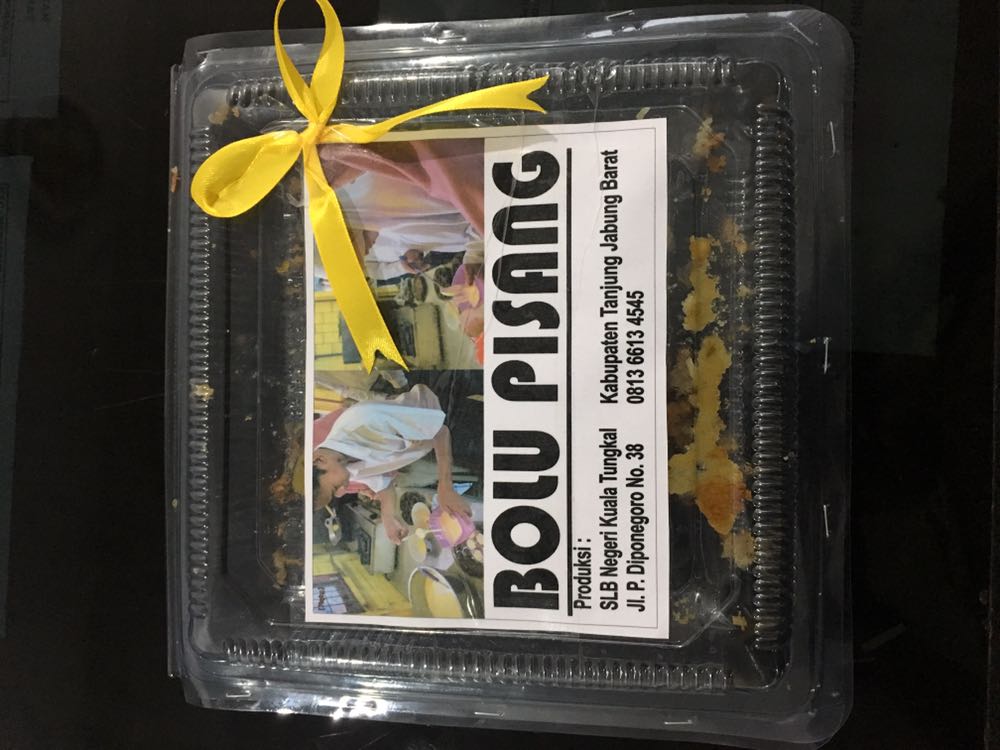 BOLU PISANG
Produksi :
SLB Negeri Kuala Tungkal
Jl. P. Diponegoro No. 38
Kabupaten Tanjung Jabung Barat
0813 6613 4545